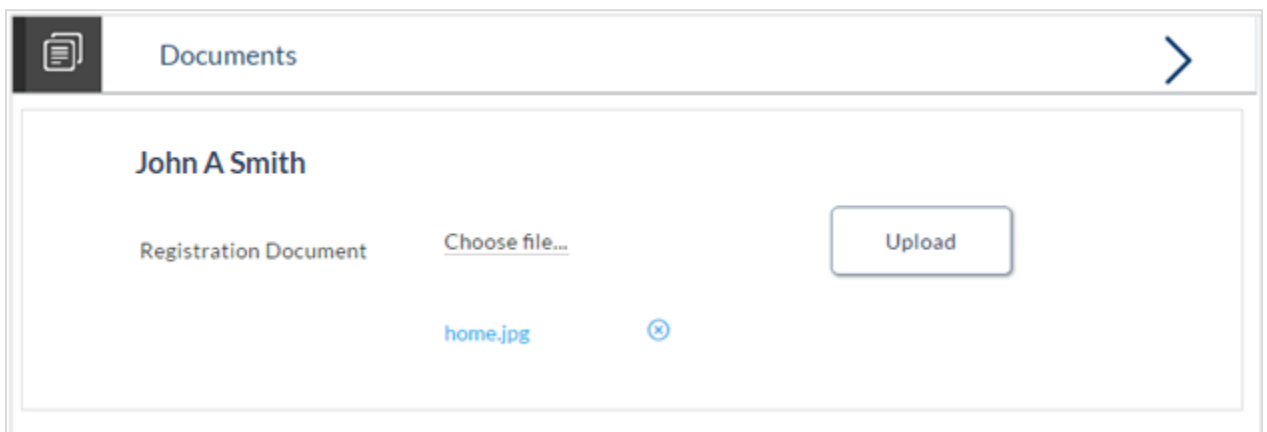 Documents
John A Smith
Registration Document Choose file... Upload
home.jpg